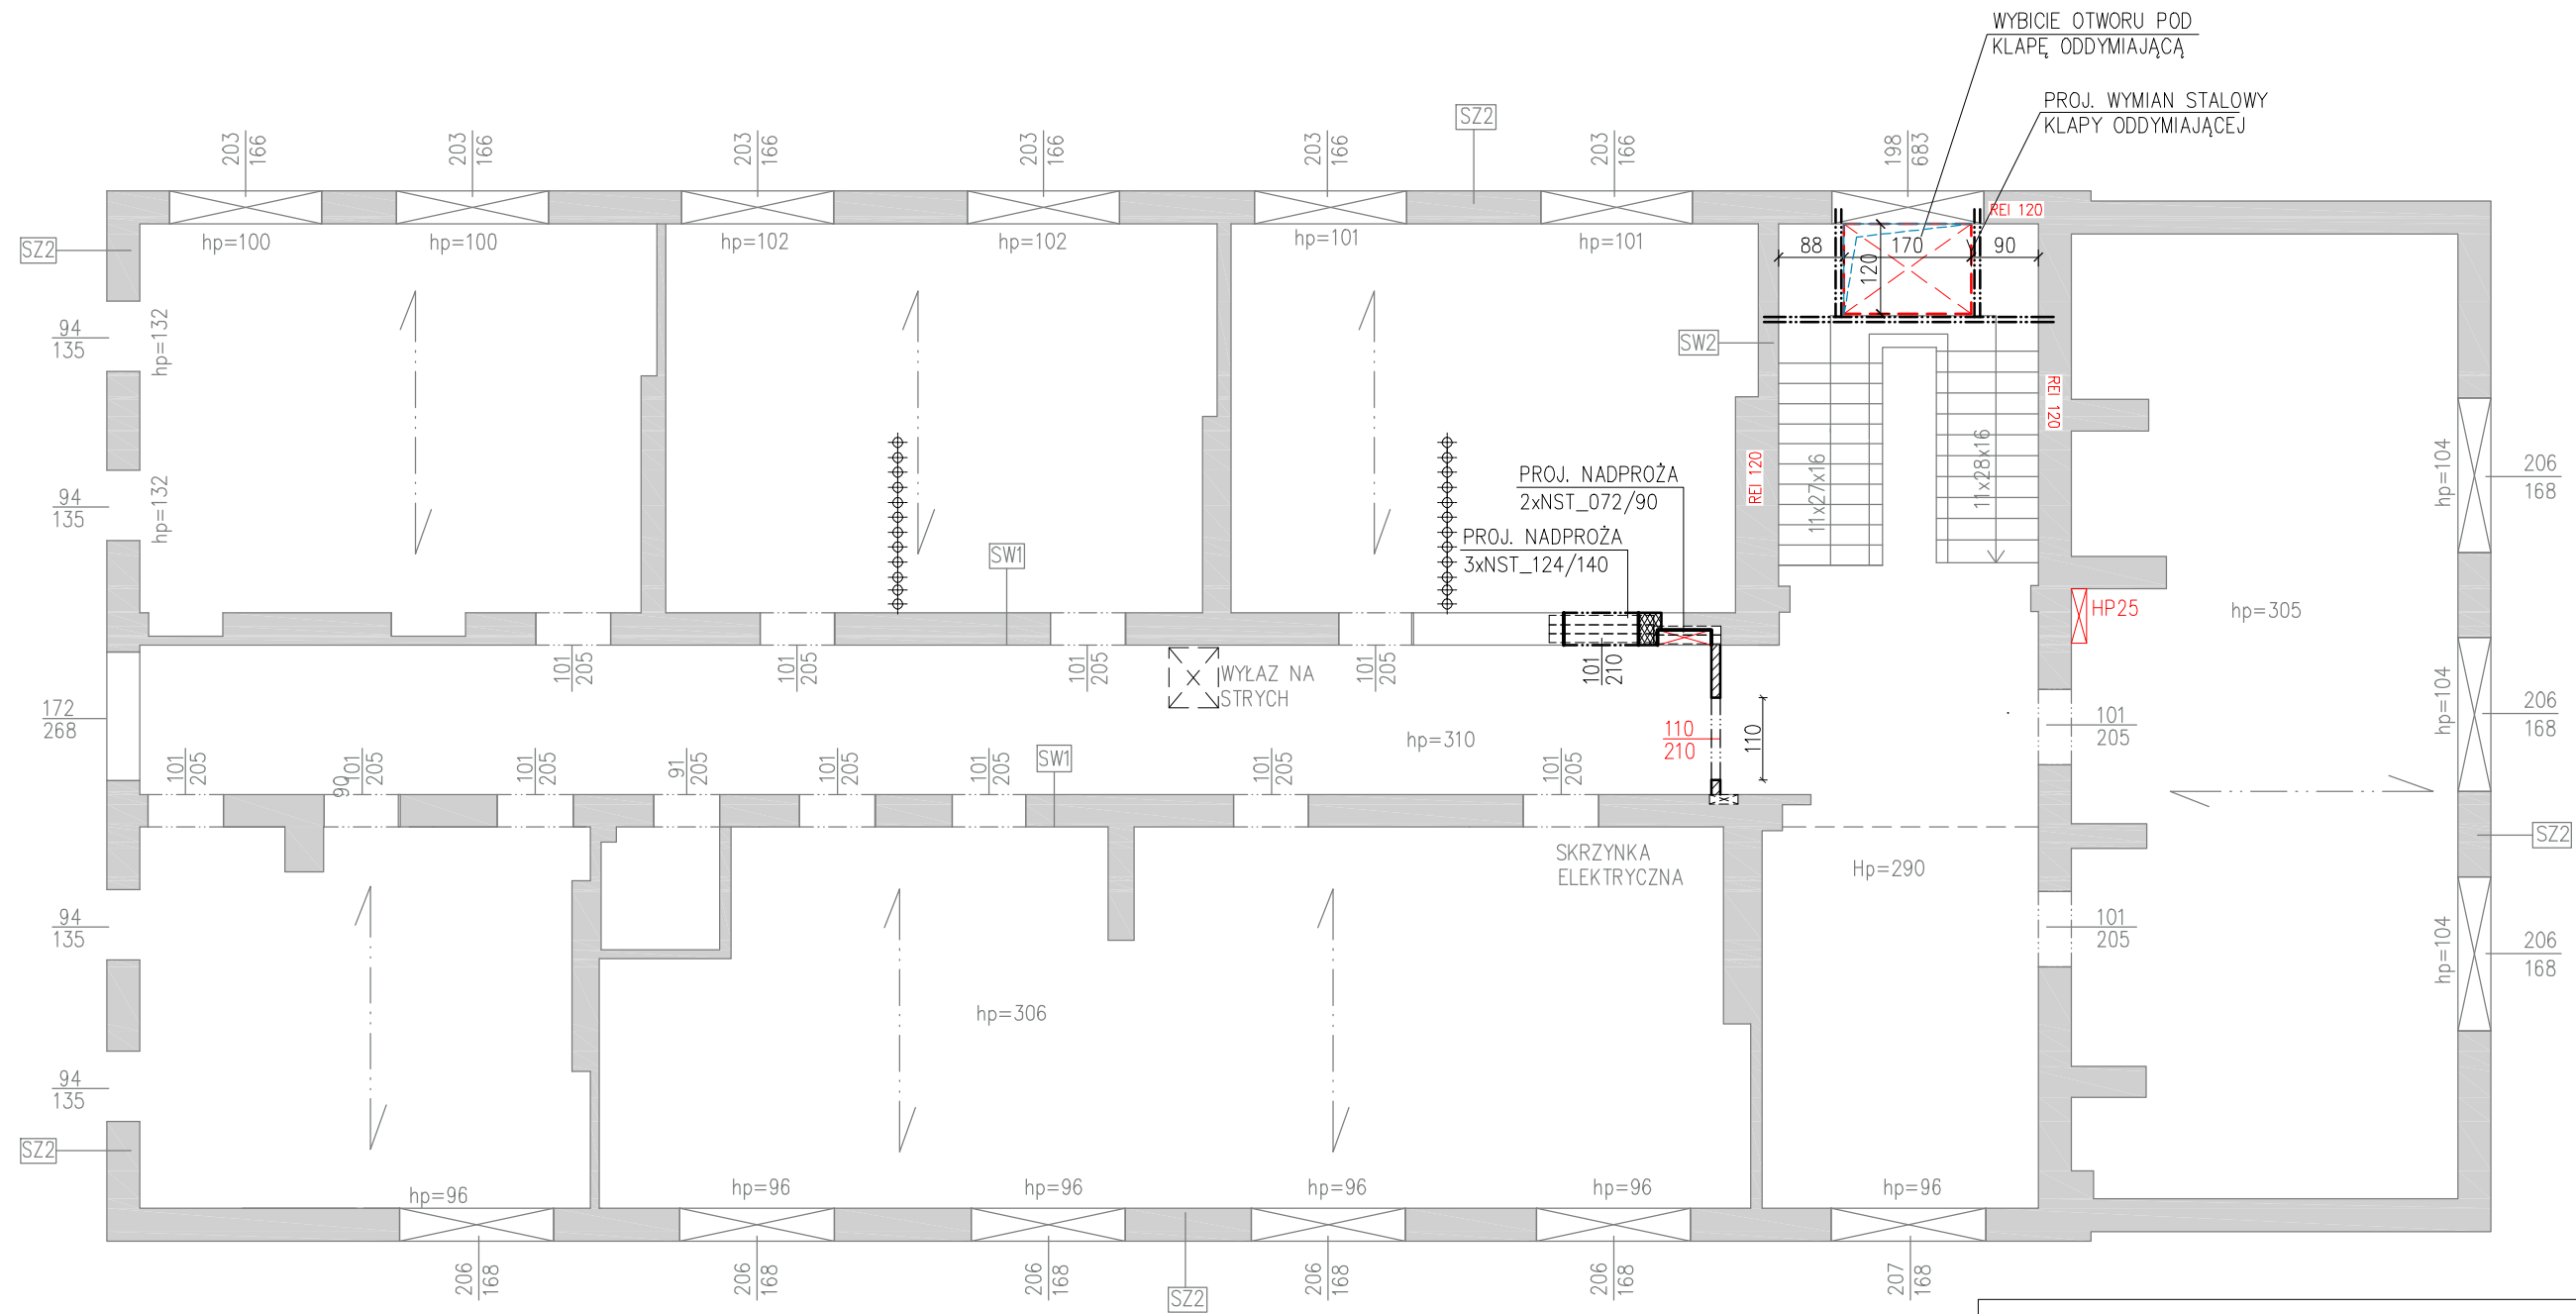 WYBICIE OTWORU POD
KLAPĘ ODDYMIAJĄCĄ
PROJ. WYMIAN STALOWY
KLAPY ODDYMIAJĄCEJ
SZ2
203
166
203
166
203
166
203
166
203
166
203
166
198
683
REI 120
SZ2
hp=100
hp=100
hp=102
hp=102
hp=101
hp=101
88
170
90
120
94
135
hp=132
SW2
REI 120
94
135
hp=132
PROJ. NADPROŻA
2xNST_072/90
PROJ. NADPROŻA
3xNST_124/140
REI 120
11x27x16
11x28x16
hp=104
206
168
SW1
HP25
hp=305
101
205
101
205
101
205
WYŁAZ NA
STRYCH
101
205
101
210
hp=104
206
168
172
268
hp=310
110
210
110
101
205
101
205
90
101
205
101
205
91
205
101
205
101
205
SW1
101
205
101
205
SZ2
SKRZYNKA
ELEKTRYCZNA
Hp=290
94
135
101
205
hp=104
206
168
hp=306
94
135
SZ2
hp=96
hp=96
hp=96
hp=96
hp=96
hp=96
206
168
206
168
206
168
SZ2
206
168
206
168
207
168